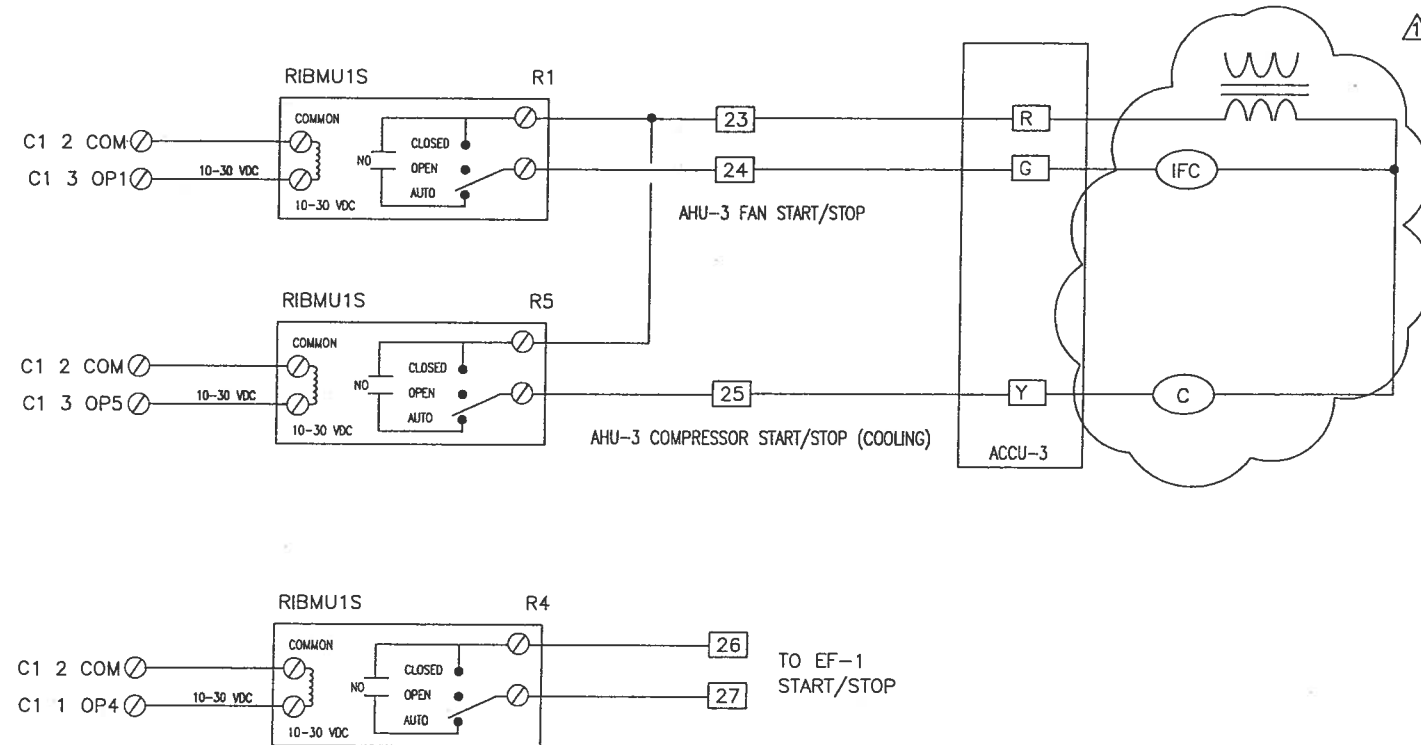 1
RIBMU1S R1
COMMON
C1 2 COM
CLOSED
23
R
NO
OPEN
C1 3 OP1 10-30 VDC
24
G
IFC
AUTO
10-30 VDC
AHU-3 FAN START/STOP
RIBMU1S R5
COMMON
C1 2 COM
CLOSED
NO
OPEN
C1 3 OP5 10-30 VDC
25
Y
C
AUTO
10-30 VDC
AHU-3 COMPRESSOR START/STOP (COOLING)
ACCU-3
RIBMU1S R4
COMMON
26
C1 2 COM
CLOSED
TO EF-1
NO
OPEN
START/STOP
C1 1 OP4 10-30 VDC
27
AUTO
10-30 VDC